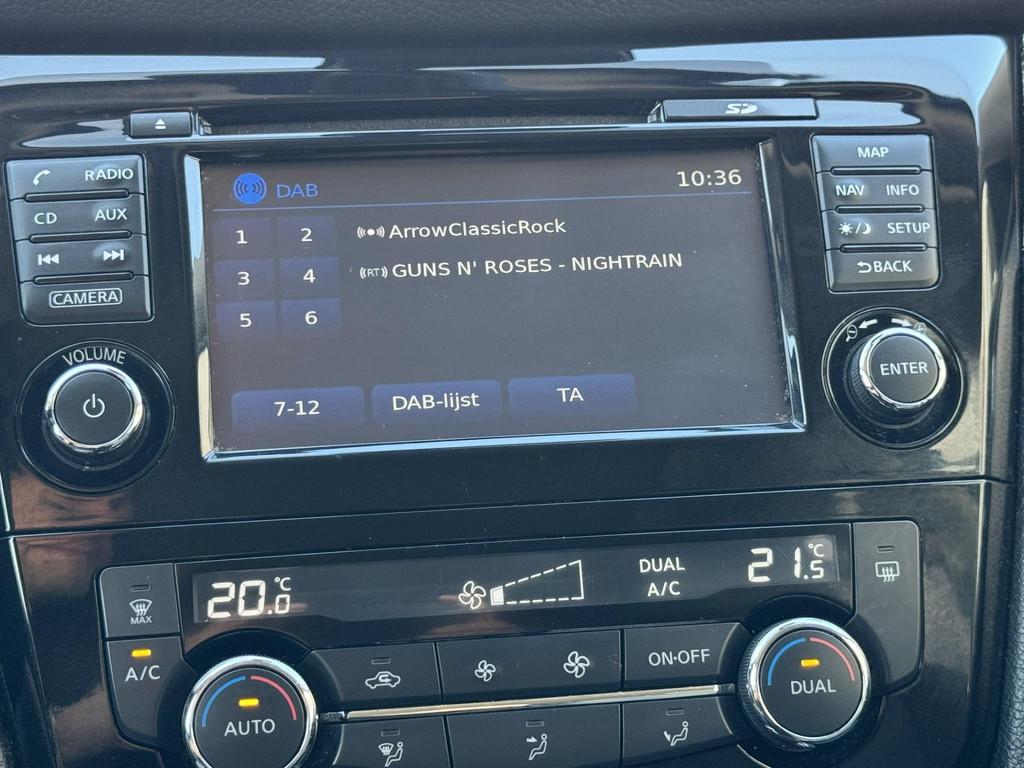 SD
RADIO
CD AUX
CAMERA
VOLUME
DAB
10:36
1 2
3 4
5 6
ArrowClassicRock
(RT) GUNS N' ROSES - NIGHTRAIN
7-12 DAB-lijst TA
MAP
NAV INFO
SETUP
BACK
ENTER
MAX
A/C
20.0°C
DUAL
A/C
21.5°C
AUTO
ON·OFF
DUAL